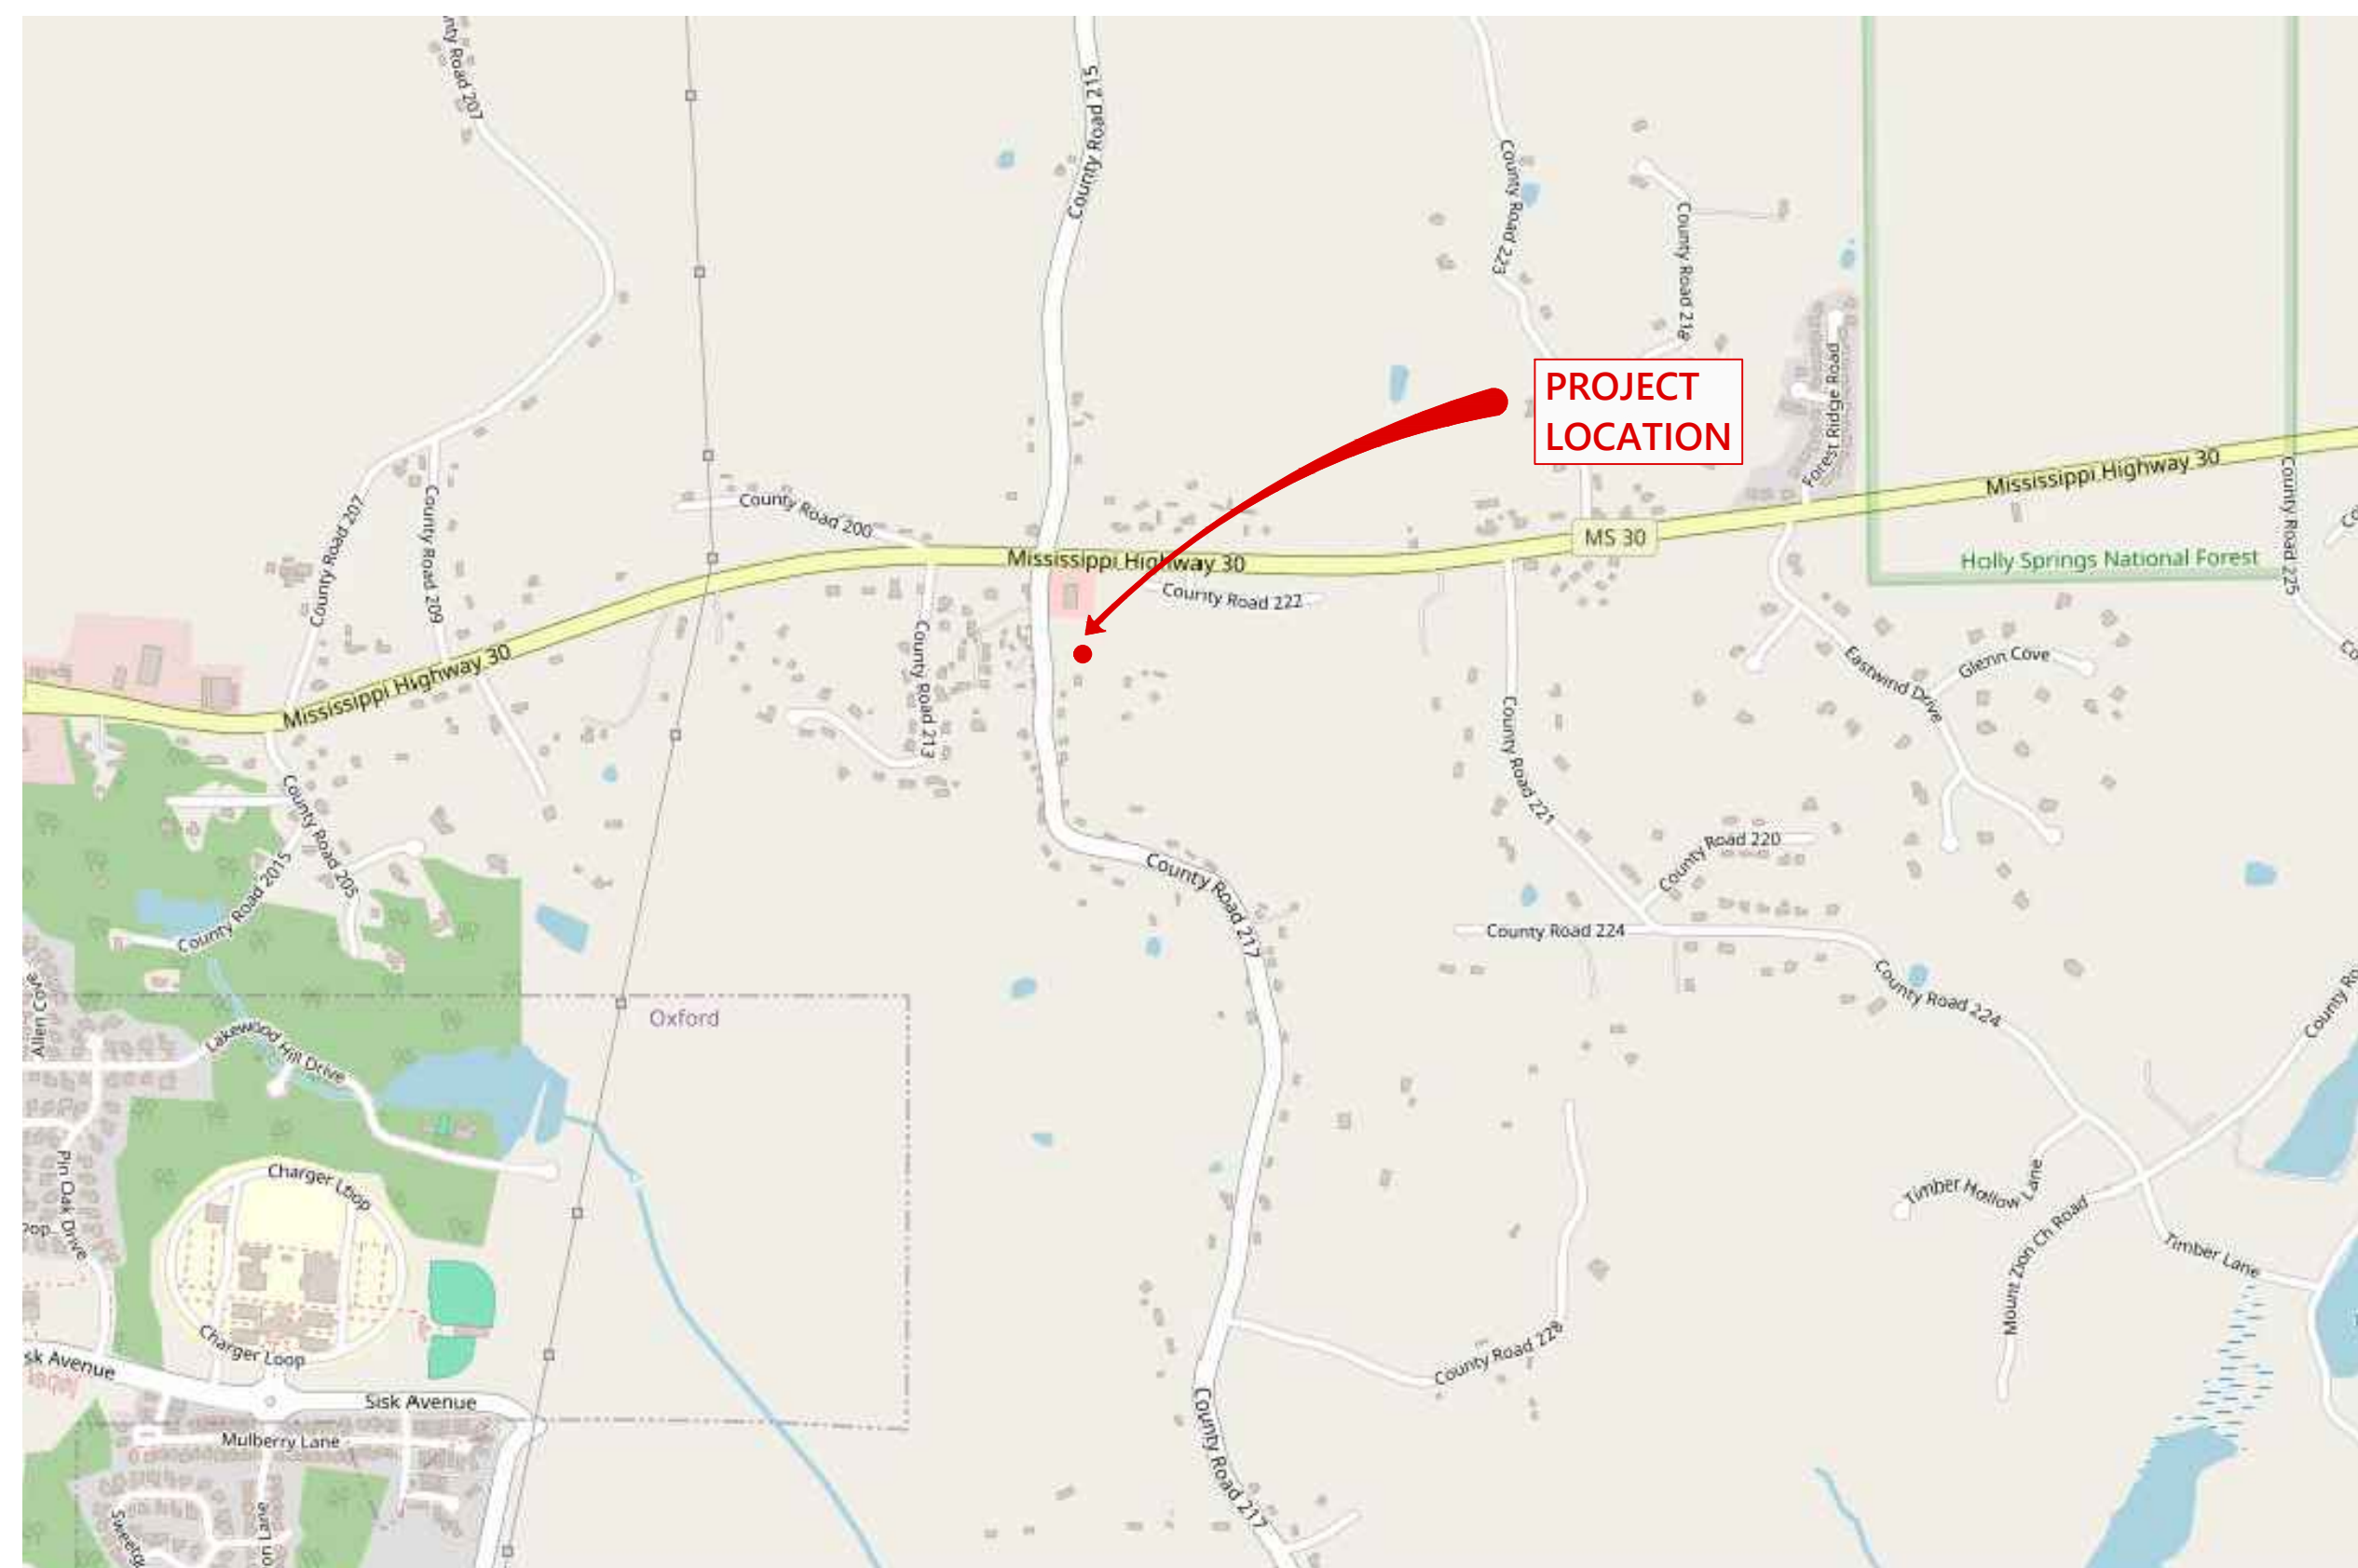 County Road 207
County Road 215
County Road 223
County Road 218
PROJECT
LOCATION
Forest Ridge Road
Mississippi Highway 30
County Road 225
County Road 207
County Road 209
County Road 200
Mississippi Highway 30
MS 30
Holly Springs National Forest
County Road 222
County Road 213
Mississippi Highway 30
Eastwind Drive
Glenn Cove
County Road 221
County Road 205
County Road 2015
County Road 220
County Road 217
County Road 224
County Road 224
Allen Cove
Oxford
Lakewood Hill Drive
Pin Oak Drive
Charger Loop
Timber Hollow Lane
Mount Zion Ch Road
Timber Lane
Charger Loop
County Road 228
sk Avenue
Sisk Avenue
Mulberry Lane
County Road 217